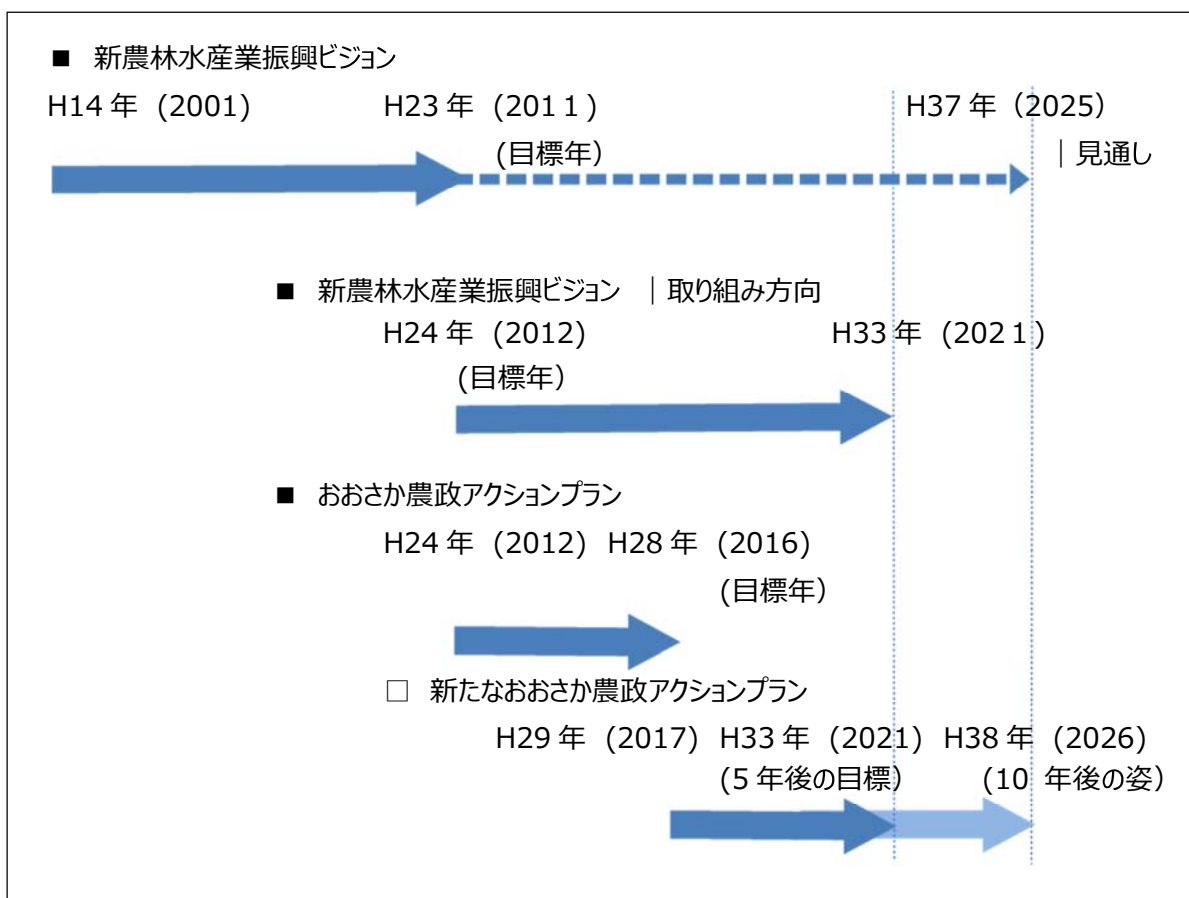 ■ 新農林水産業振興ビジョン
H14 年 (2001) H23 年 (2011) H37 年（2025）
(目標年） ｜見通し
■ 新農林水産業振興ビジョン ｜取り組み方向
H24 年 (2012) H33 年 (2021)
(目標年）
■ おおさか農政アクションプラン
H24 年 (2012) H28 年 (2016)
(目標年）
□ 新たなおおさか農政アクションプラン
H29 年 (2017) H33 年 (2021) H38 年 (2026)
(5 年後の目標） (10 年後の姿）